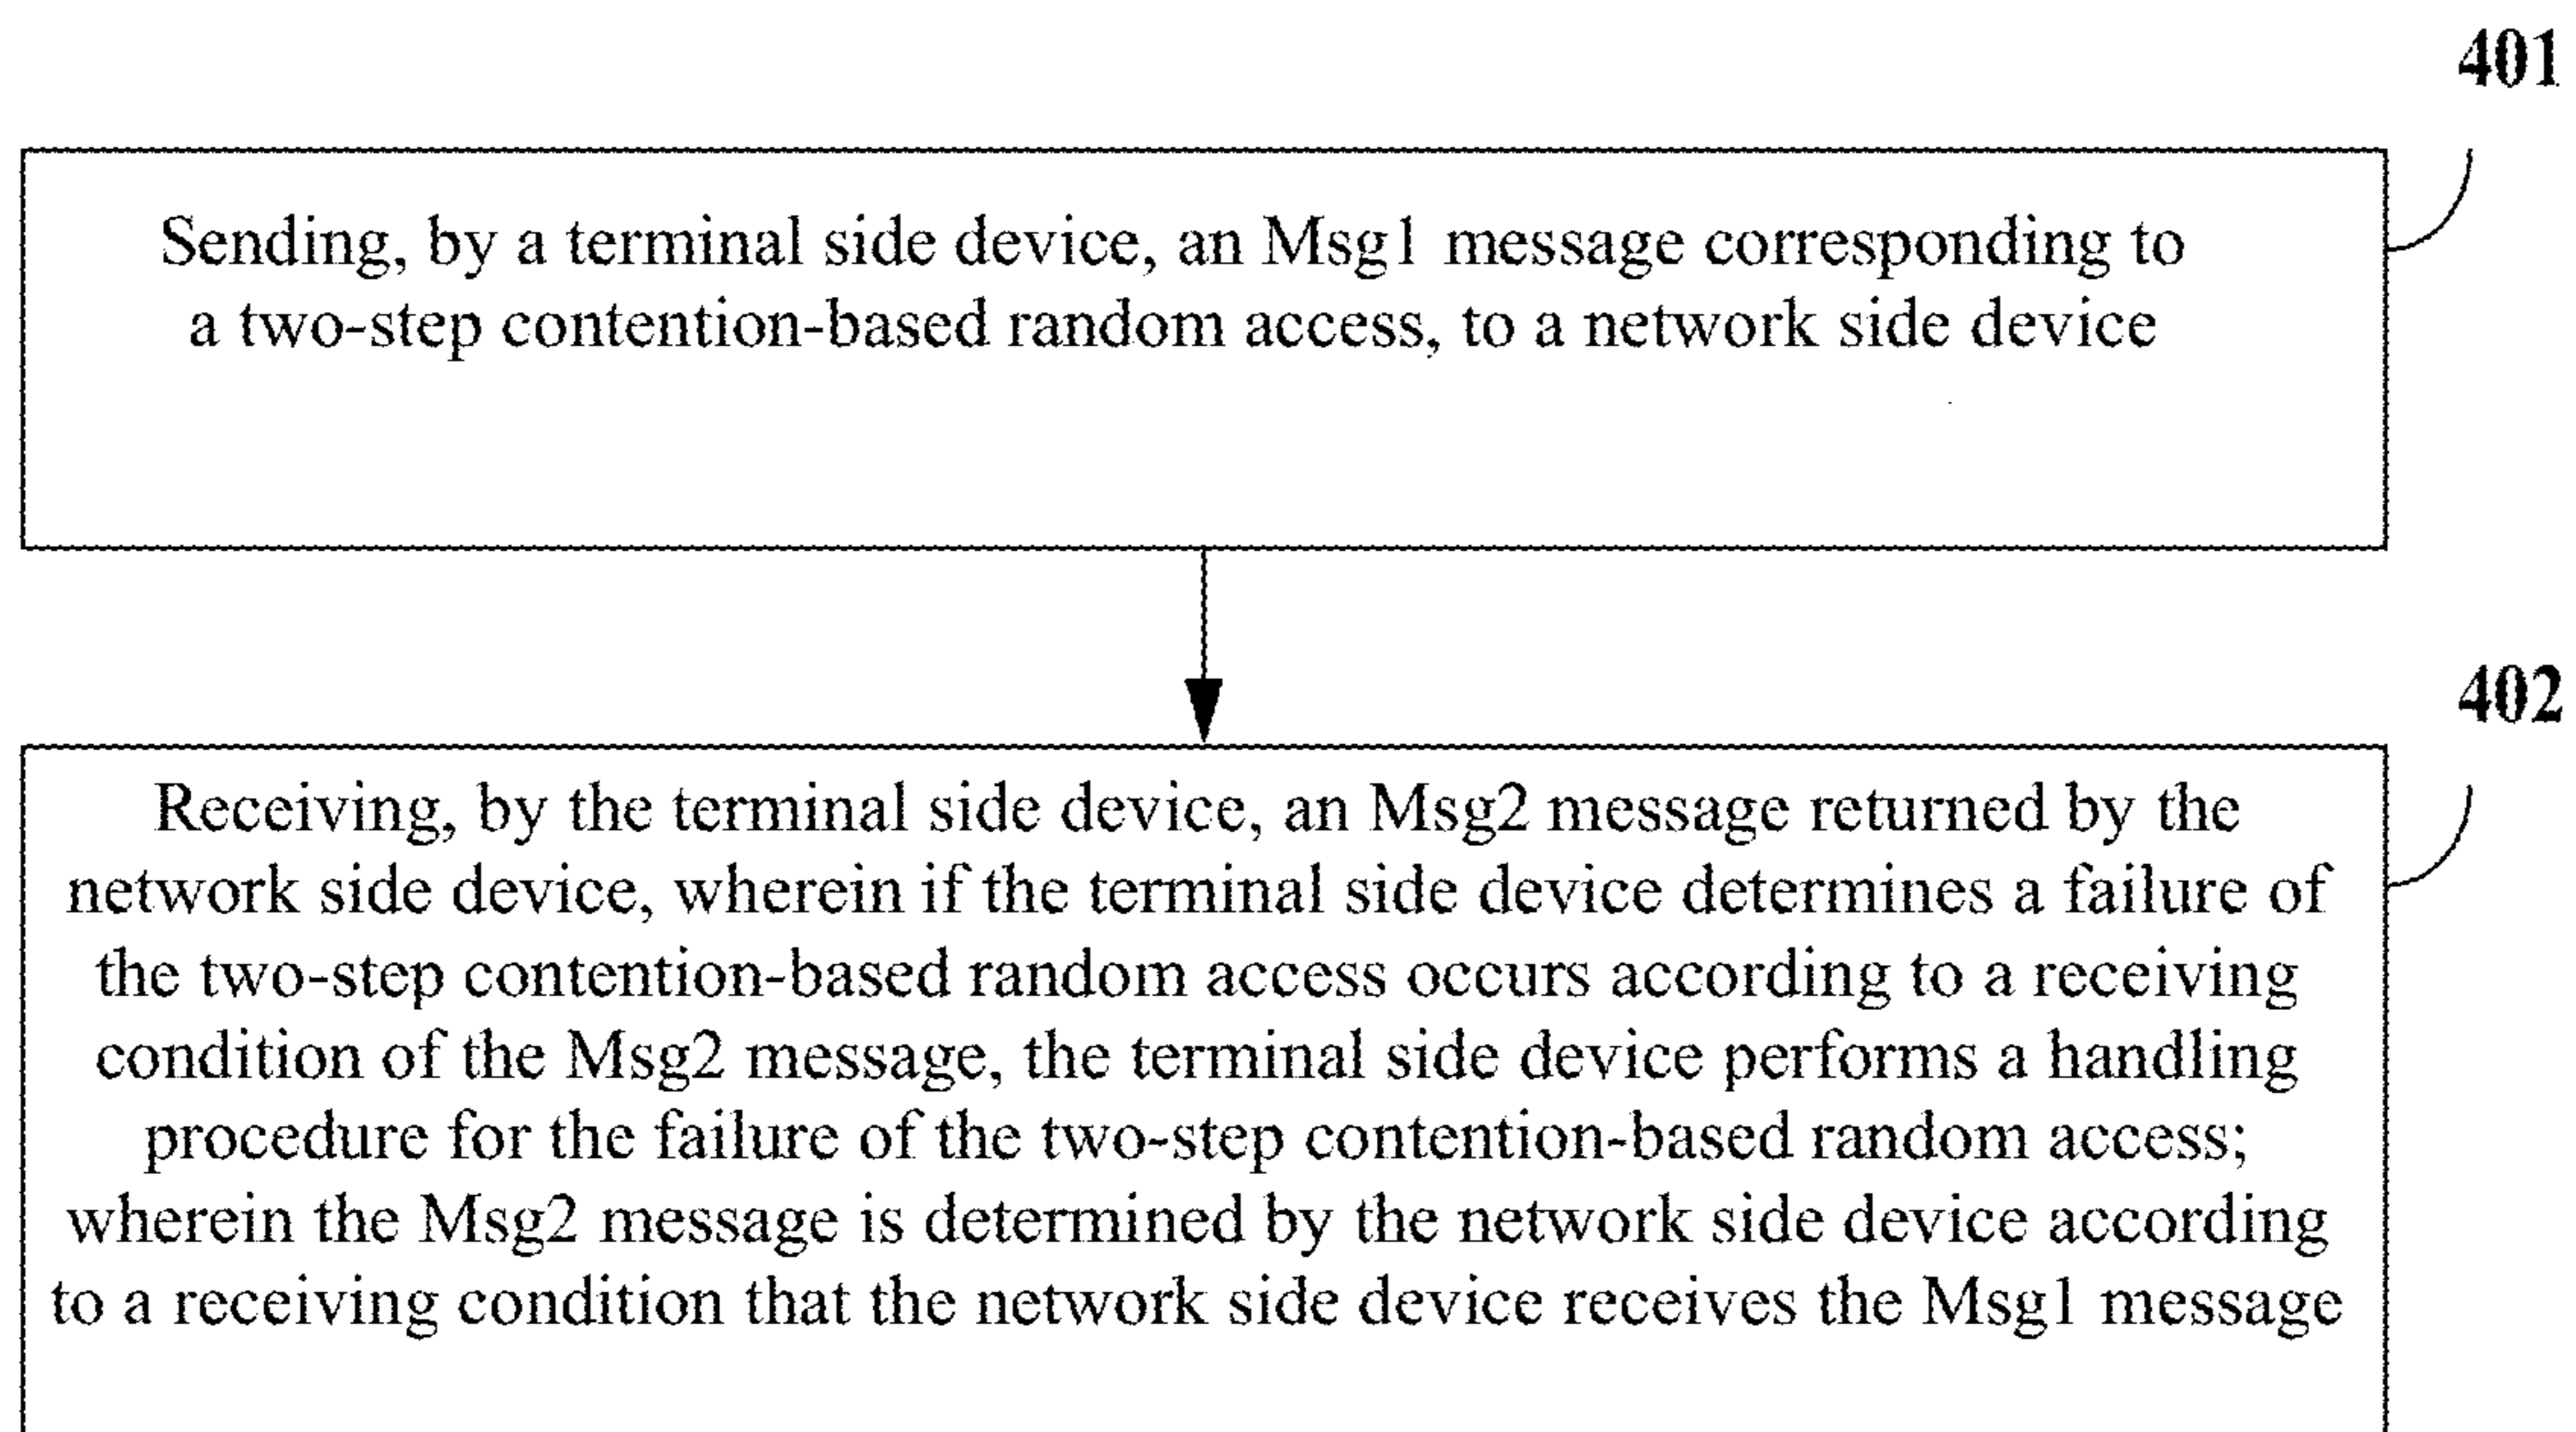 401
Sending, by a terminal side device, an Msg1 message corresponding to
a two-step contention-based random access, to a network side device
402
Receiving, by the terminal side device, an Msg2 message returned by the
network side device, wherein if the terminal side device determines a failure of
the two-step contention-based random access occurs according to a receiving
condition of the Msg2 message, the terminal side device performs a handling
procedure for the failure of the two-step contention-based random access;
wherein the Msg2 message is determined by the network side device according
to a receiving condition that the network side device receives the Msg1 message